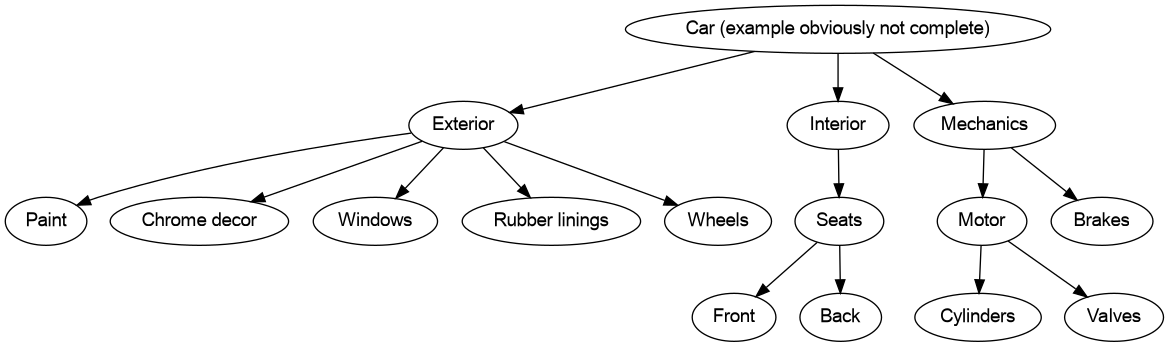 Car (example obviously not complete)
Exterior
Interior
Mechanics
Paint
Chrome decor
Windows
Rubber linings
Wheels
Seats
Motor
Brakes
Front
Back
Cylinders
Valves